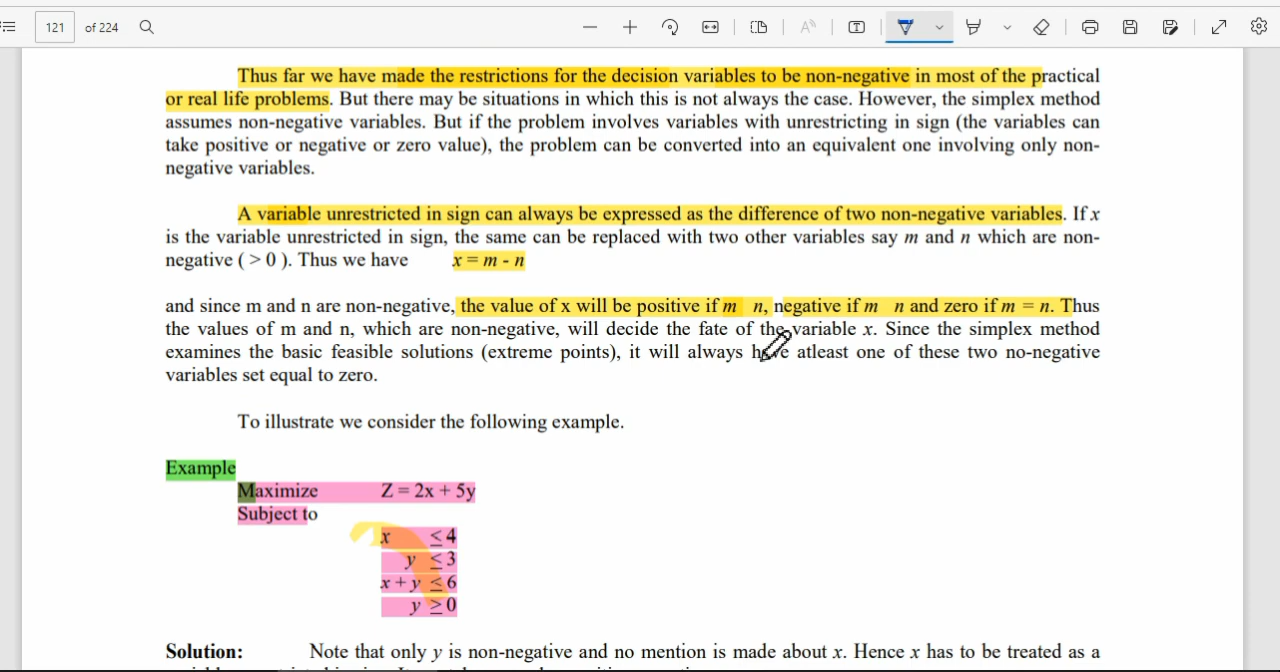 121 of 224
Thus far we have made the restrictions for the decision variables to be non-negative in most of the practical
or real life problems. But there may be situations in which this is not always the case. However, the simplex method
assumes non-negative variables. But if the problem involves variables with unrestricting in sign (the variables can
take positive or negative or zero value), the problem can be converted into an equivalent one involving only non-
negative variables.
A variable unrestricted in sign can always be expressed as the difference of two non-negative variables. If x
is the variable unrestricted in sign, the same can be replaced with two other variables say m and n which are non-
negative ( > 0 ). Thus we have x = m - n
and since m and n are non-negative, the value of x will be positive if m n, negative if m n and zero if m = n. Thus
the values of m and n, which are non-negative, will decide the fate of the variable x. Since the simplex method
examines the basic feasible solutions (extreme points), it will always have atleast one of these two no-negative
variables set equal to zero.
To illustrate we consider the following example.
Example
Maximize Z = 2x + 5y
Subject to
x ≤ 4
y ≤ 3
x + y ≤ 6
y ≥ 0
Solution: Note that only y is non-negative and no mention is made about x. Hence x has to be treated as a